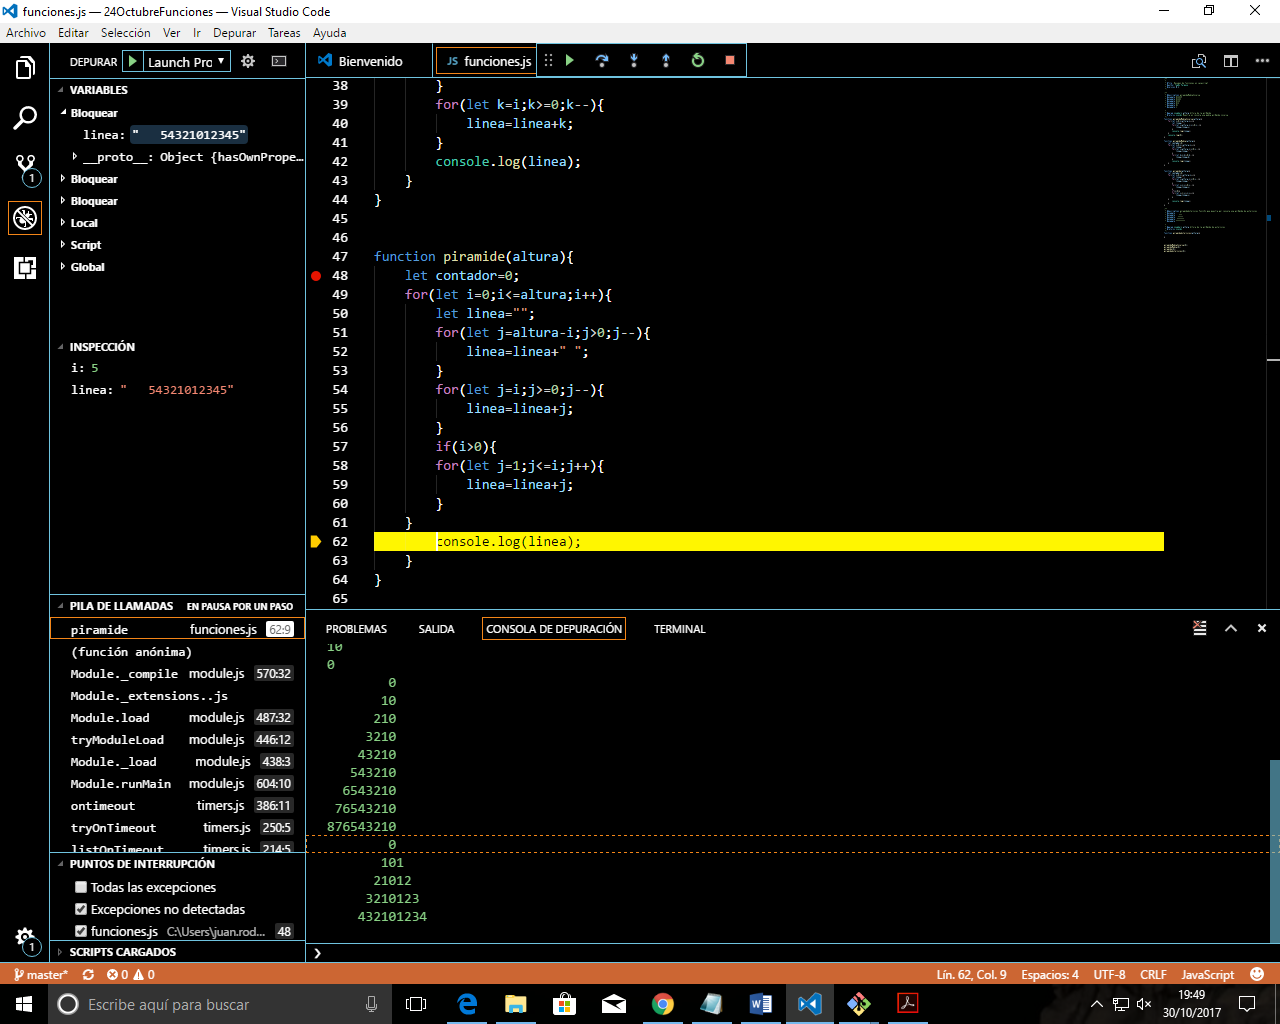 funciones.js — 24OctubreFunciones — Visual Studio Code
Archivo Editar Selección Ver Ir Depurar Tareas Ayuda
DEPURAR Launch Pro
Bienvenido
JS funciones.js
VARIABLES
Bloquear
linea: "   54321012345"
__proto__: Object {hasOwnPrope...
Bloquear
Bloquear
Local
Script
Global
INSPECCIÓN
i: 5
linea: "   54321012345"
PILA DE LLAMADAS EN PAUSA POR UN PASO
piramide funciones.js 62:9
(función anónima)
Module._compile module.js 570:32
Module._extensions..js
Module.load module.js 487:32
tryModuleLoad module.js 446:12
Module._load module.js 438:3
Module.runMain module.js 604:10
ontimeout timers.js 386:11
tryOnTimeout timers.js 250:5
listOnTimeout timers.js 214:5
PUNTOS DE INTERRUPCIÓN
Todas las excepciones
Excepciones no detectadas
funciones.js C:\Users\juan.rod... 48
SCRIPTS CARGADOS
1
1
38         }
39         for(let k=i;k>=0;k--){
40             linea=linea+k;
41         }
42         console.log(linea);
43     }
44 }
45
46
47 function piramide(altura){
48     let contador=0;
49     for(let i=0;i<=altura;i++){
50         let linea="";
51         for(let j=altura-i;j>0;j--){
52             linea=linea+" ";
53         }
54         for(let j=i;j>=0;j--){
55             linea=linea+j;
56         }
57         if(i>0){
58         for(let j=1;j<=i;j++){
59             linea=linea+j;
60         }
61     }
62         console.log(linea);
63     }
64 }
65
PROBLEMAS SALIDA CONSOLA DE DEPURACIÓN TERMINAL
10
0
        0
       10
      210
     3210
    43210
   543210
  6543210
 76543210
876543210
        0
       101
      21012
     3210123
    432101234
master* 0 0
Lín. 62, Col. 9 Espacios: 4 UTF-8 CRLF JavaScript
Escribe aquí para buscar
19:49
30/10/2017